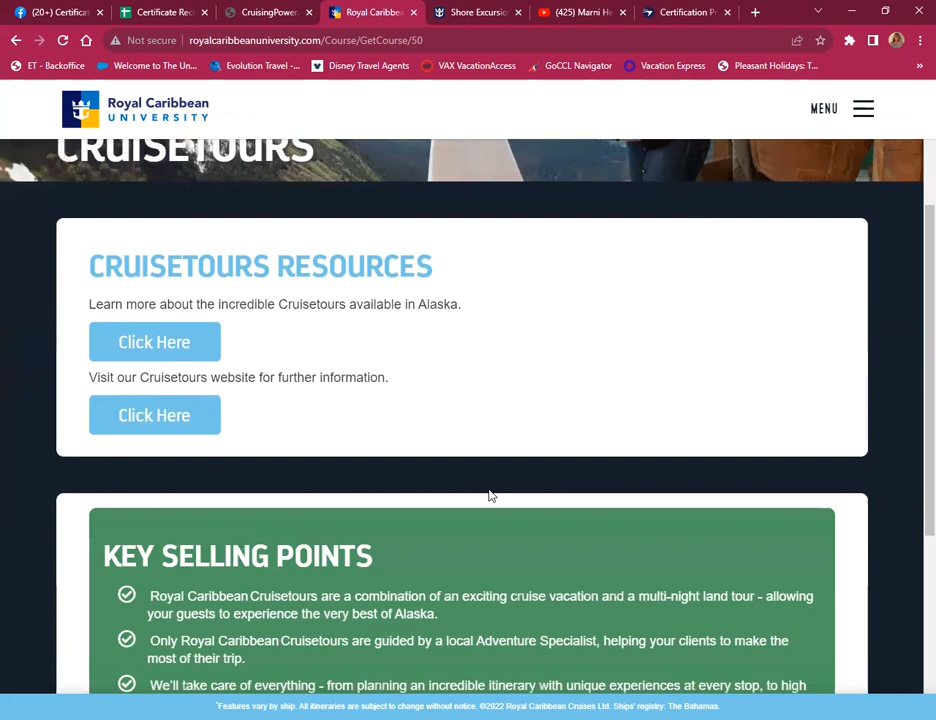 (20+) Certificat
Certificate Rec
CruisingPower.
Royal Caribbea
Shore Excursio
(425) Marni He
Certification Pr
Not secure
royalcaribbeanuniversity.com/Course/GetCourse/50
ET - Backoffice
Welcome to The Un...
Evolution Travel -...
Disney Travel Agents
VAX VacationAccess
GoCCL Navigator
Vacation Express
Pleasant Holidays: T...
»
Royal Caribbean
UNIVERSITY
MENU
CRUISETOURS
CRUISETOURS RESOURCES
Learn more about the incredible Cruisetours available in Alaska.
Click Here
Visit our Cruisetours website for further information.
Click Here
KEY SELLING POINTS
Royal Caribbean Cruisetours are a combination of an exciting cruise vacation and a multi-night land tour - allowing
your guests to experience the very best of Alaska.
Only Royal Caribbean Cruisetours are guided by a local Adventure Specialist, helping your clients to make the
most of their trip.
We'll take care of everything - from planning an incredible itinerary with unique experiences at every stop, to high
*Features vary by ship. All itineraries are subject to change without notice. ©2022 Royal Caribbean Cruises Ltd. Ships' registry: The Bahamas.